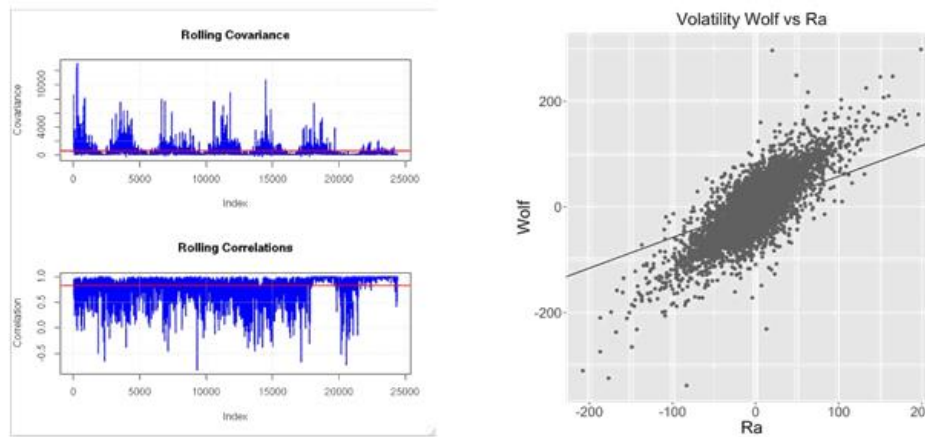 Rolling Covariance
Covariance
10000
4000
0
0 5000 10000 15000 20000 25000
Index
Rolling Correlations
Correlation
1.0
0.5
0.0
-0.5
0 5000 10000 15000 20000 25000
Index
Volatility Wolf vs Ra
Wolf
200
0
-200
-200 -100 0 100 200
Ra